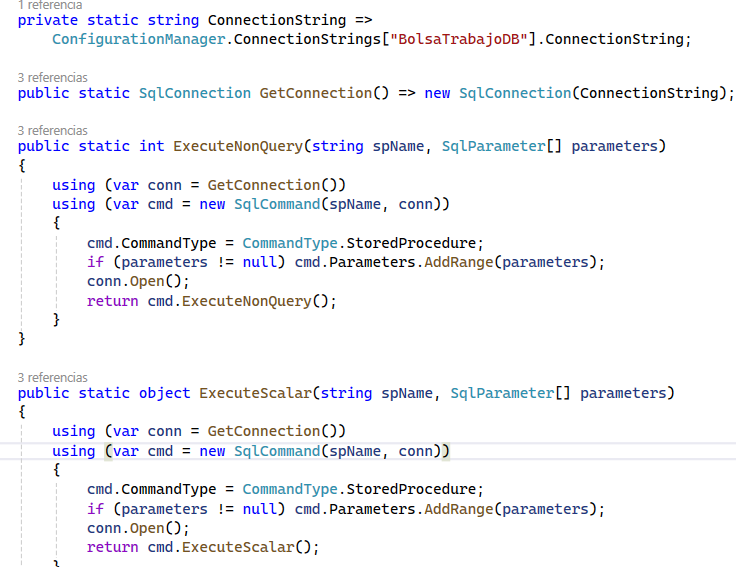 1 referencia
private static string ConnectionString =>
    ConfigurationManager.ConnectionStrings["BolsaTrabajoDB"].ConnectionString;
3 referencias
public static SqlConnection GetConnection() => new SqlConnection(ConnectionString);
3 referencias
public static int ExecuteNonQuery(string spName, SqlParameter[] parameters)
{
    using (var conn = GetConnection())
    using (var cmd = new SqlCommand(spName, conn))
    {
        cmd.CommandType = CommandType.StoredProcedure;
        if (parameters != null) cmd.Parameters.AddRange(parameters);
        conn.Open();
        return cmd.ExecuteNonQuery();
    }
}
3 referencias
public static object ExecuteScalar(string spName, SqlParameter[] parameters)
{
    using (var conn = GetConnection())
    using (var cmd = new SqlCommand(spName, conn))
    {
        cmd.CommandType = CommandType.StoredProcedure;
        if (parameters != null) cmd.Parameters.AddRange(parameters);
        conn.Open();
        return cmd.ExecuteScalar();
    }